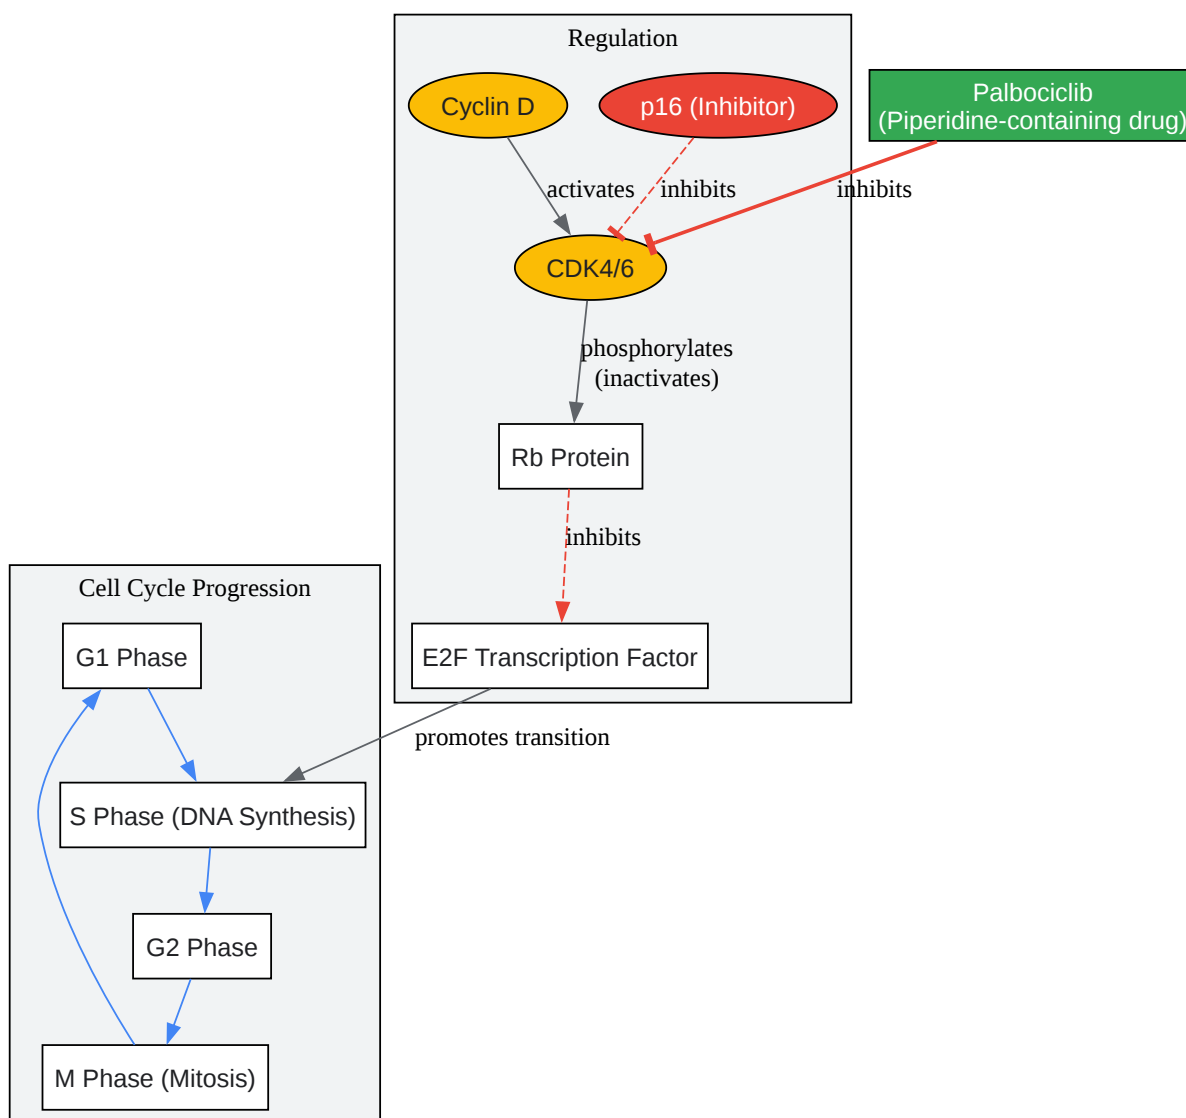 Regulation
Cyclin D
p16 (Inhibitor)
Palbociclib
(Piperidine-containing drug)
activates
inhibits
inhibits
CDK4/6
phosphorylates
(inactivates)
Rb Protein
inhibits
E2F Transcription Factor
promotes transition
Cell Cycle Progression
G1 Phase
S Phase (DNA Synthesis)
G2 Phase
M Phase (Mitosis)